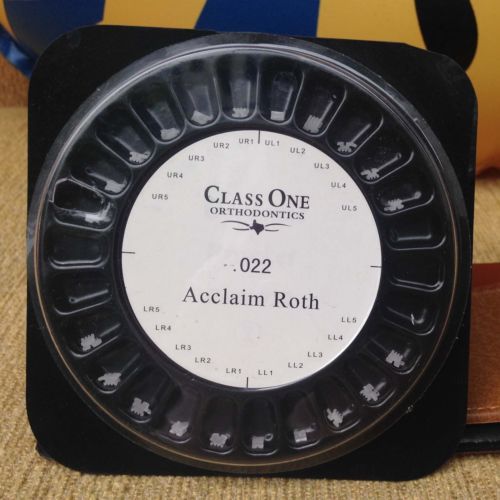 UR5
UR4
UR3
UR2
UR1
UL1
UL2
UL3
UL4
UL5
CLASS ONE
ORTHODONTICS
.022
Acclaim Roth
LR5
LR4
LR3
LR2
LR1
LL1
LL2
LL3
LL4
LL5